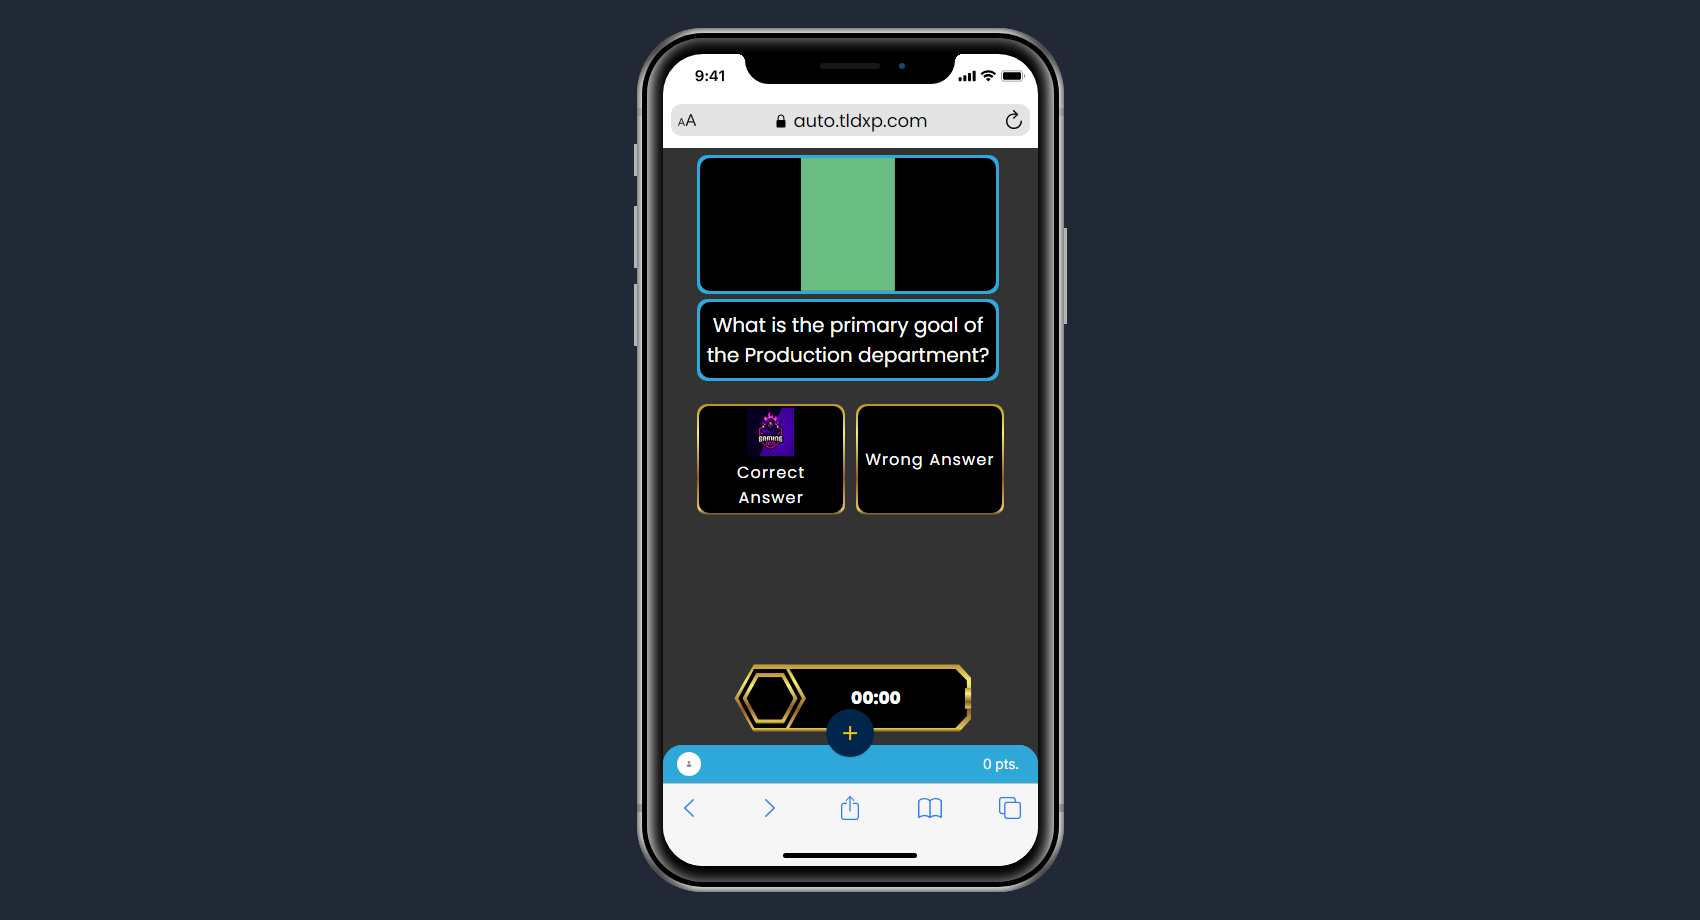 9:41
AA auto.tldxp.com
What is the primary goal of
the Production department?
GAMING
Correct
Answer
Wrong Answer
00:00
+
0 pts.